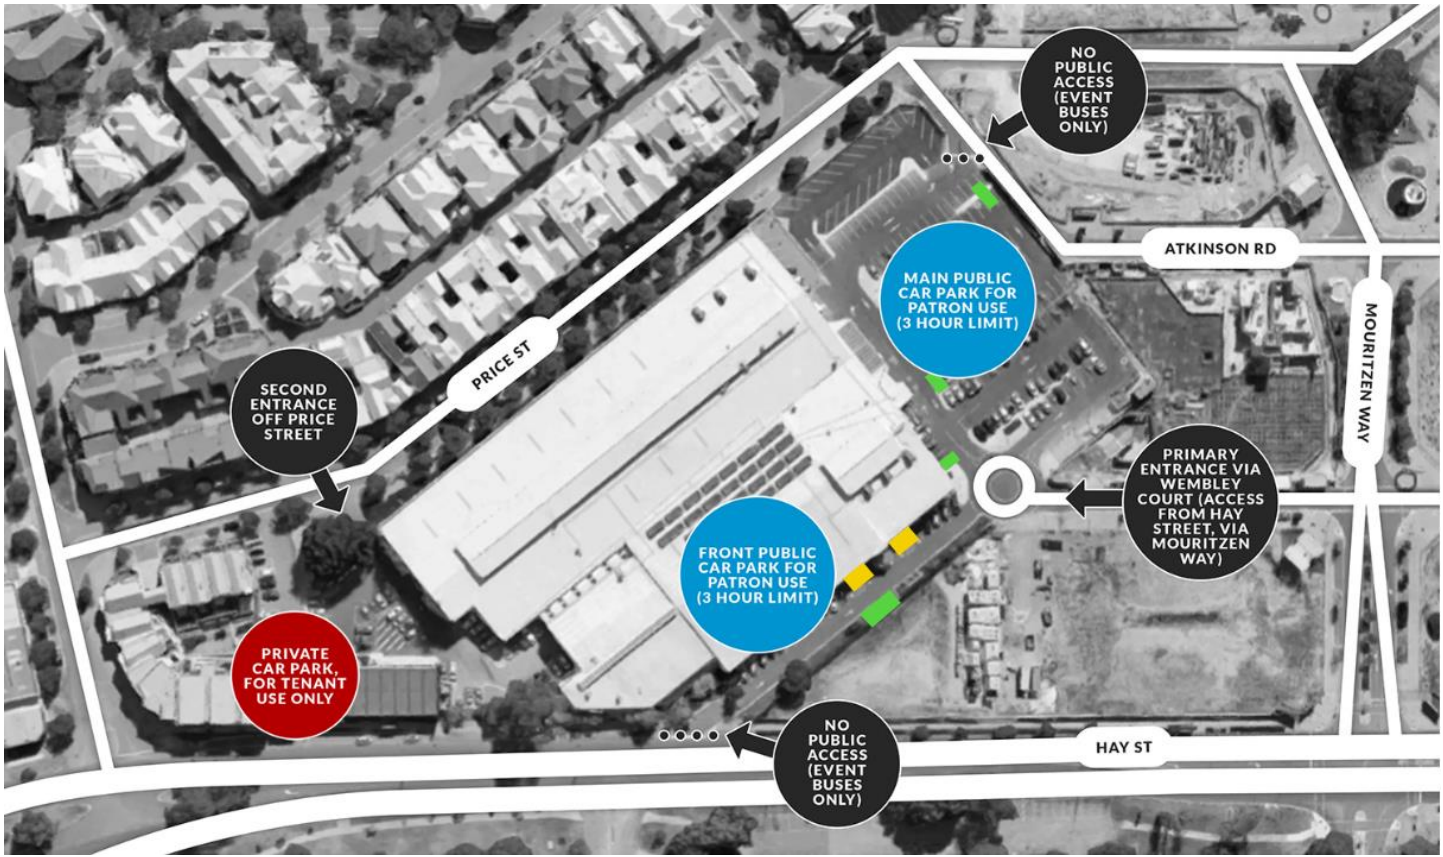 NO
PUBLIC
ACCESS
(EVENT
BUSES
ONLY)
ATKINSON RD
MAIN PUBLIC
CAR PARK FOR
PATRON USE
(3 HOUR LIMIT)
MOURITZEN WAY
PRICE ST
SECOND
ENTRANCE
OFF PRICE
STREET
PRIMARY
ENTRANCE VIA
WEMBLEY
COURT (ACCESS
FROM HAY
STREET, VIA
MOURITZEN
WAY)
FRONT PUBLIC
CAR PARK FOR
PATRON USE
(3 HOUR LIMIT)
PRIVATE
CAR PARK,
FOR TENANT
USE ONLY
NO
PUBLIC
ACCESS
(EVENT
BUSES
ONLY)
HAY ST